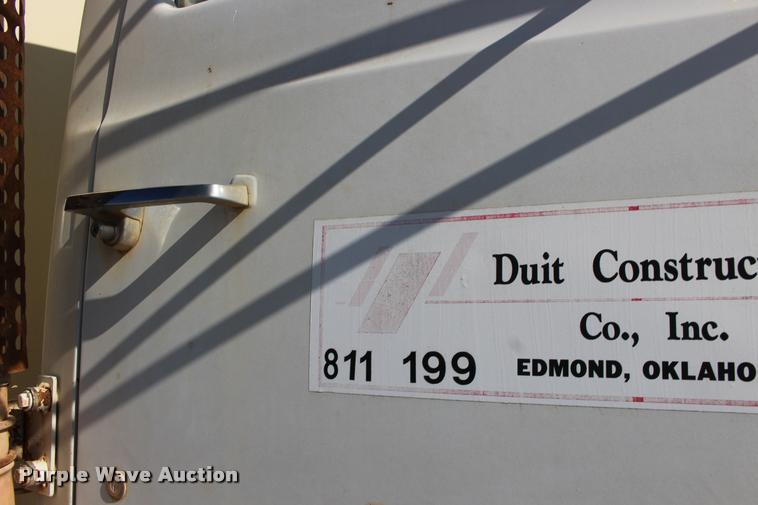 Duit Construc
Co., Inc.
811 199 EDMOND, OKLAHO
Purple Wave Auction